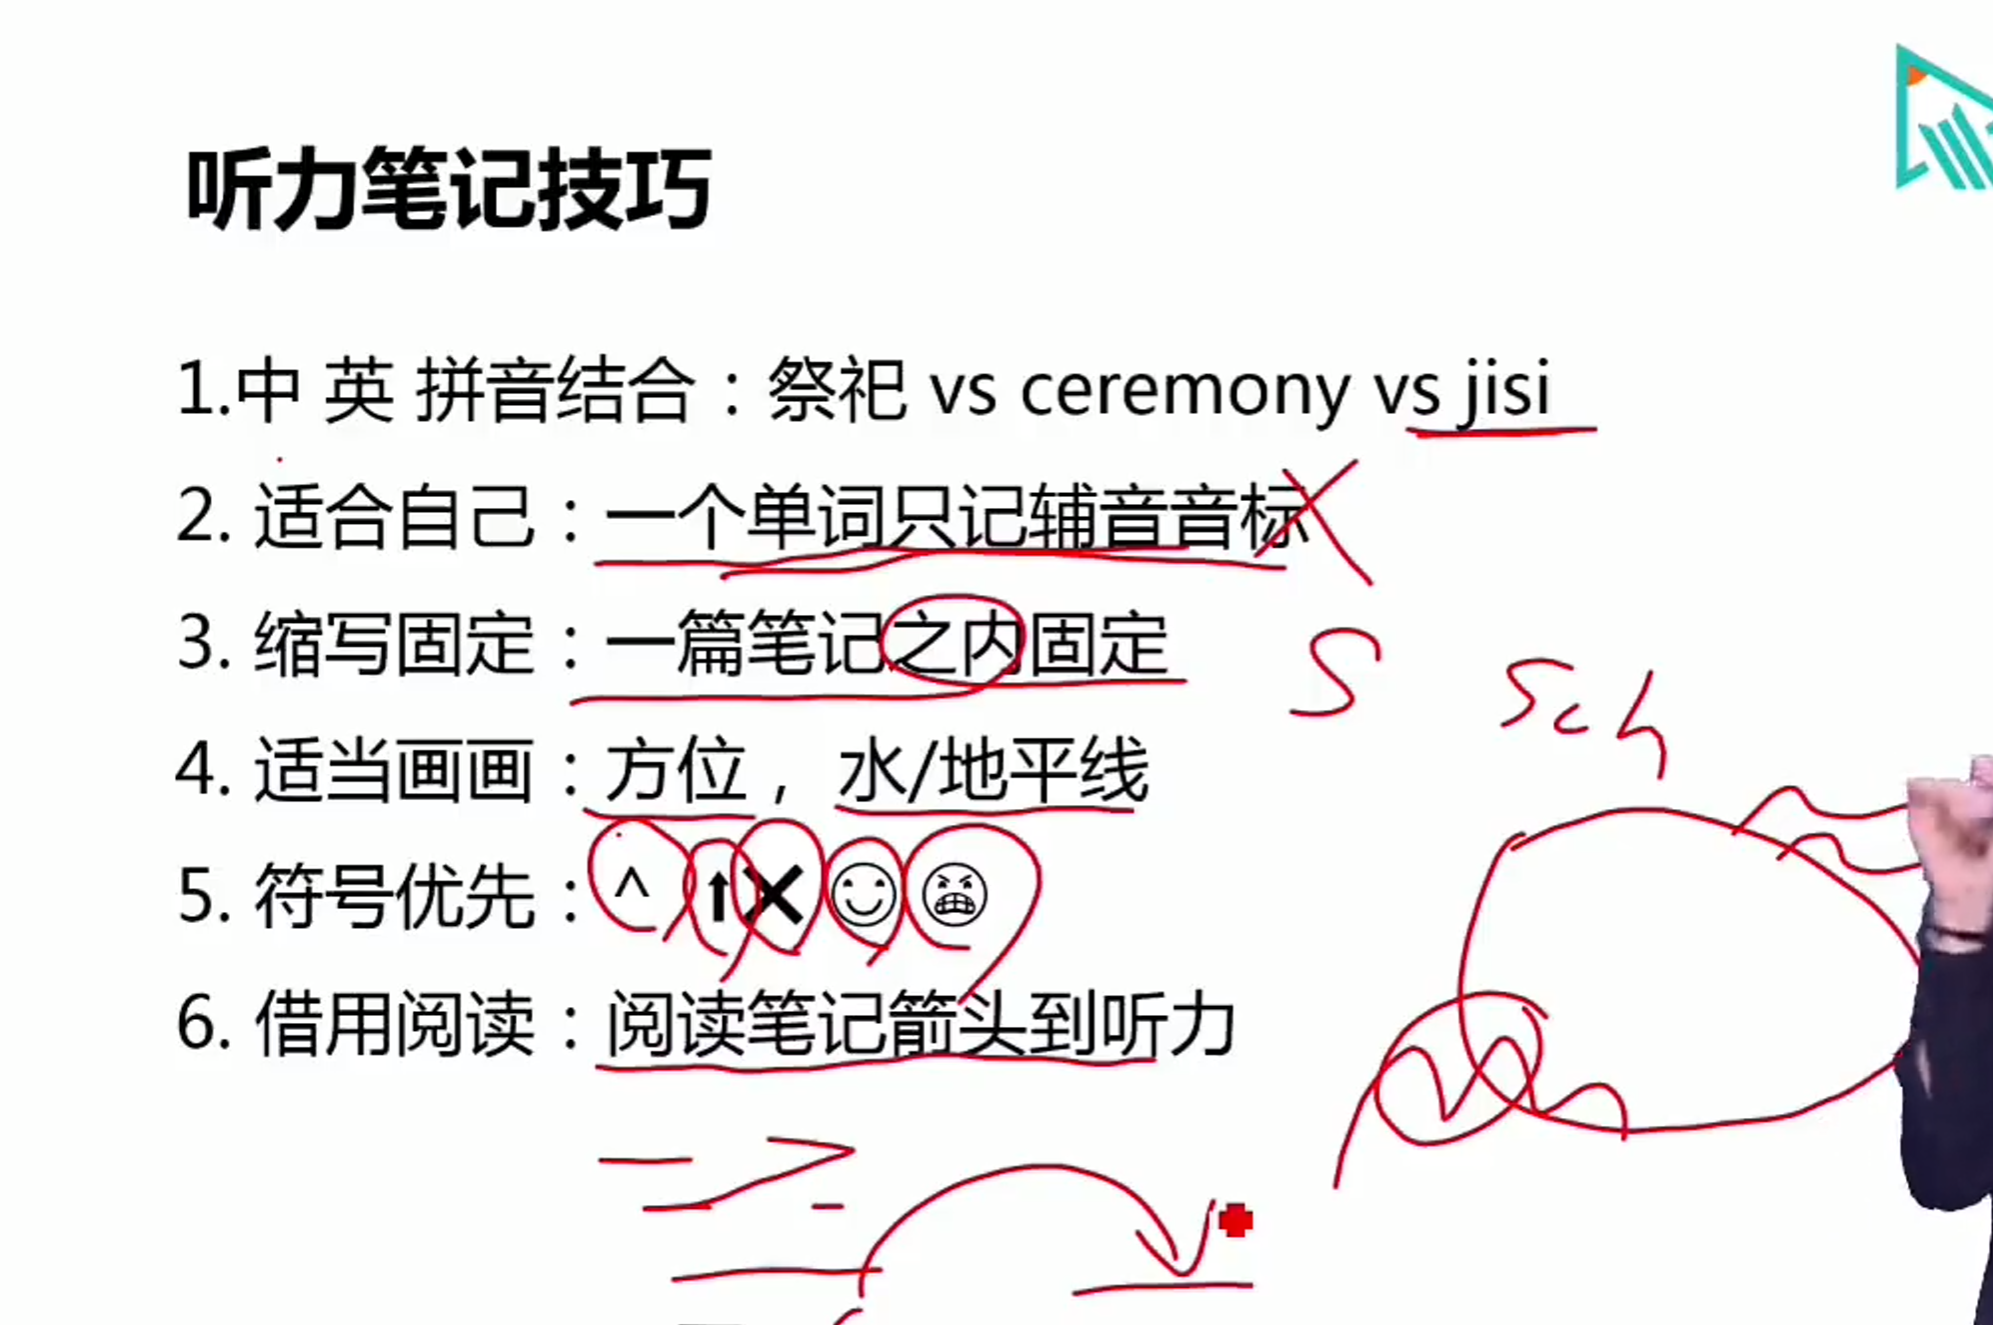 听力笔记技巧
1.中 英 拼音结合：祭祀 vs ceremony vs jisi
2. 适合自己：一个单词只记辅音音标
3. 缩写固定：一篇笔记之内固定
S sch
4. 适当画画：方位， 水/地平线
5. 符号优先：^ ⬆✖☺😬
6. 借用阅读：阅读笔记箭头到听力